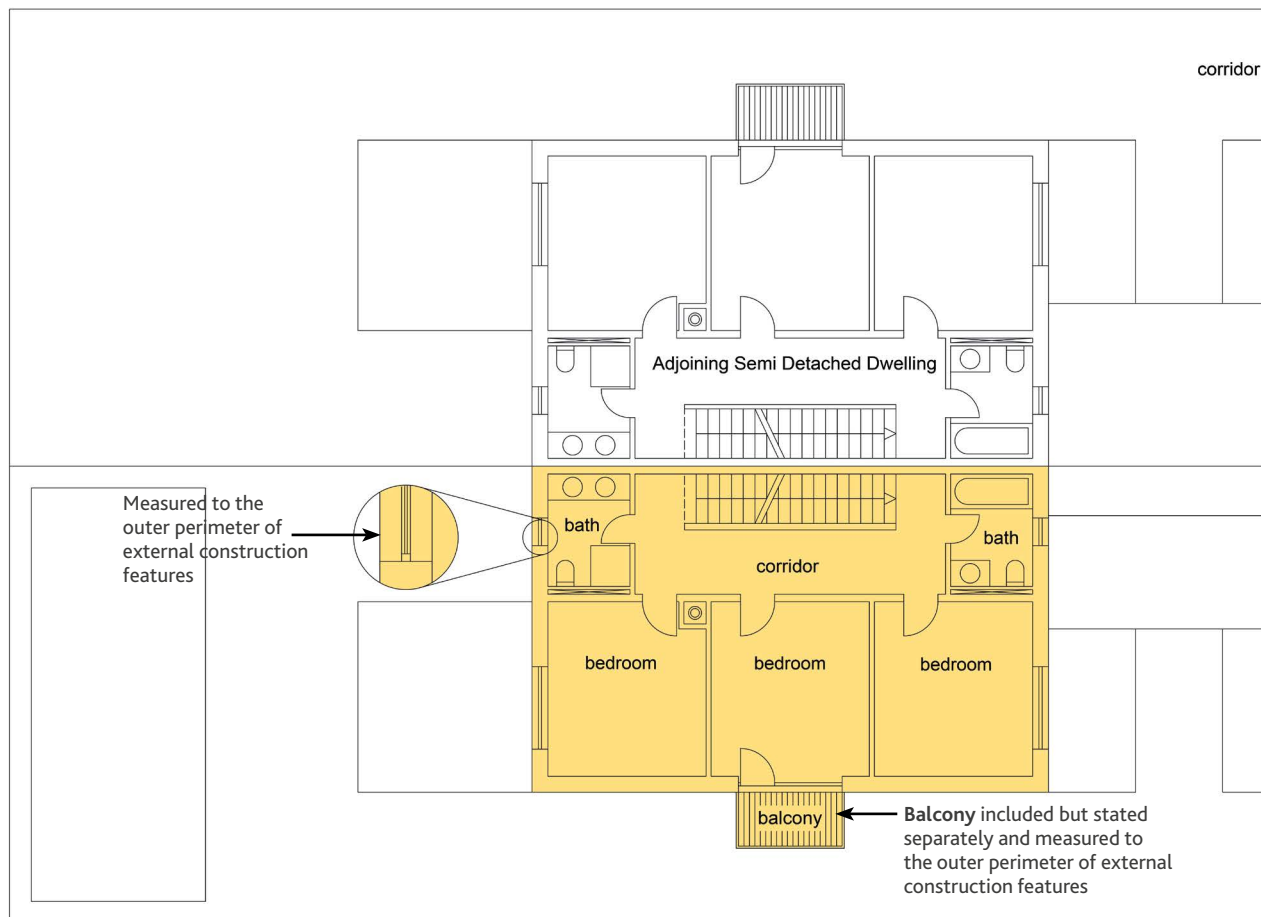 corridor
Adjoining Semi Detached Dwelling
Measured to the
outer perimeter of
external construction
features
bath
bath
corridor
bedroom
bedroom
bedroom
balcony
Balcony included but stated
separately and measured to
the outer perimeter of external
construction features